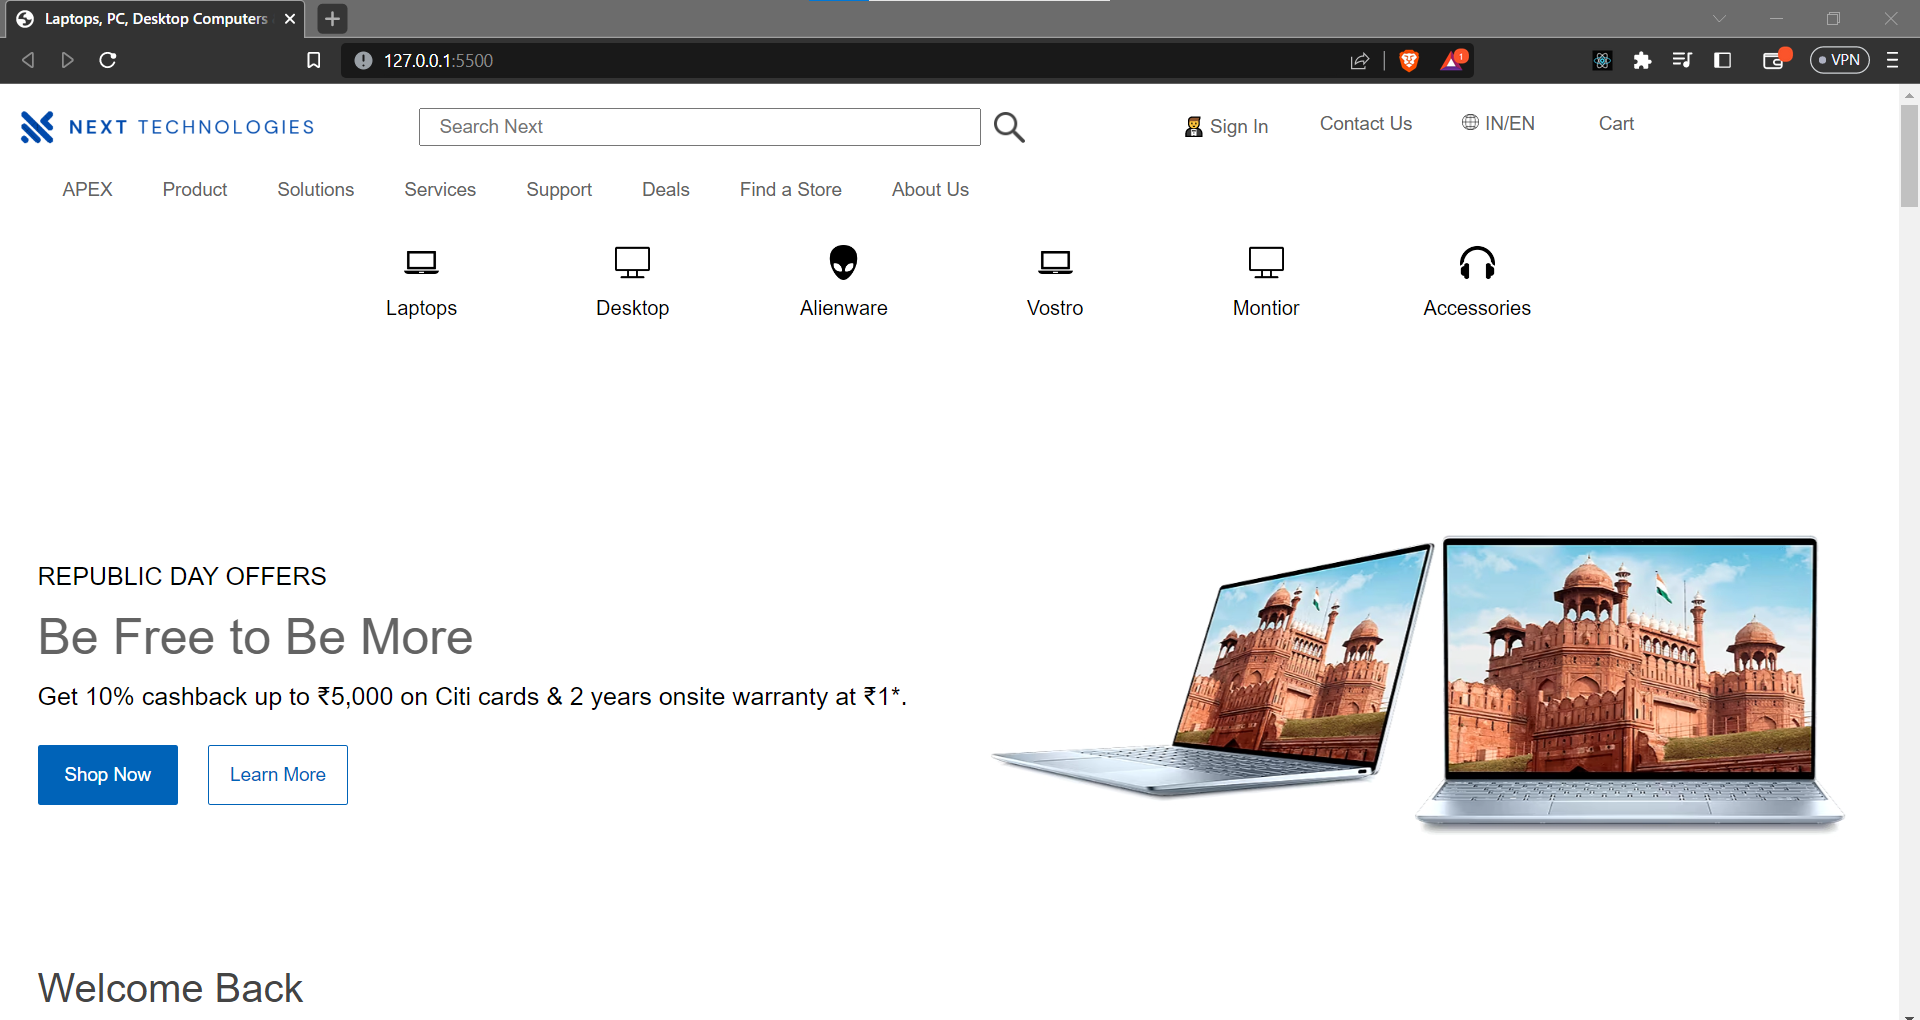 Laptops, PC, Desktop Computers
127.0.0.1:5500
1
VPN
NEXT TECHNOLOGIES
Search Next
Sign In
Contact Us
IN/EN
Cart
APEX
Product
Solutions
Services
Support
Deals
Find a Store
About Us
Laptops
Desktop
Alienware
Vostro
Montior
Accessories
REPUBLIC DAY OFFERS
Be Free to Be More
Get 10% cashback up to ₹5,000 on Citi cards & 2 years onsite warranty at ₹1*.
Shop Now
Learn More
Welcome Back